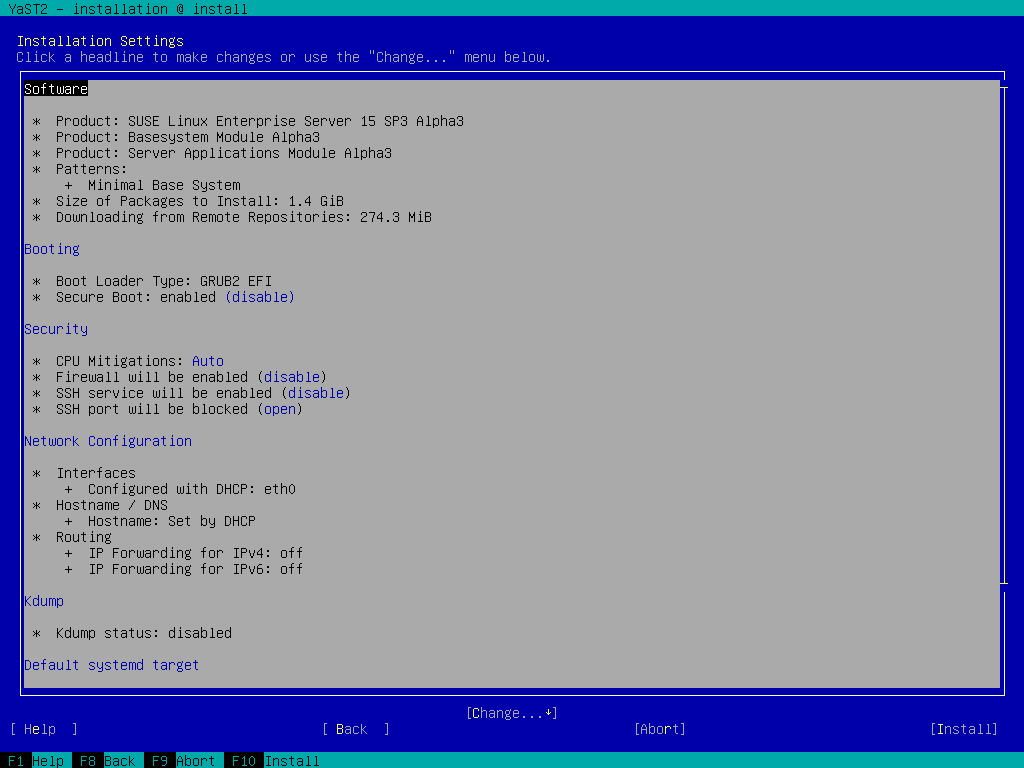 YaST2 - installation @ install
Installation Settings
Click a headline to make changes or use the "Change..." menu below.
Software
* Product: SUSE Linux Enterprise Server 15 SP3 Alpha3
* Product: Basesystem Module Alpha3
* Product: Server Applications Module Alpha3
* Patterns:
+ Minimal Base System
* Size of Packages to Install: 1.4 GiB
* Downloading from Remote Repositories: 274.3 MiB
Booting
* Boot Loader Type: GRUB2 EFI
* Secure Boot: enabled (disable)
Security
* CPU Mitigations: Auto
* Firewall will be enabled (disable)
* SSH service will be enabled (disable)
* SSH port will be blocked (open)
Network Configuration
* Interfaces
+ Configured with DHCP: eth0
* Hostname / DNS
+ Hostname: Set by DHCP
* Routing
+ IP Forwarding for IPv4: off
+ IP Forwarding for IPv6: off
Kdump
* Kdump status: disabled
Default systemd target
[Change...↓]
[ Help ] [ Back ] [Abort] [Install]
F1 Help F8 Back F9 Abort F10 Install